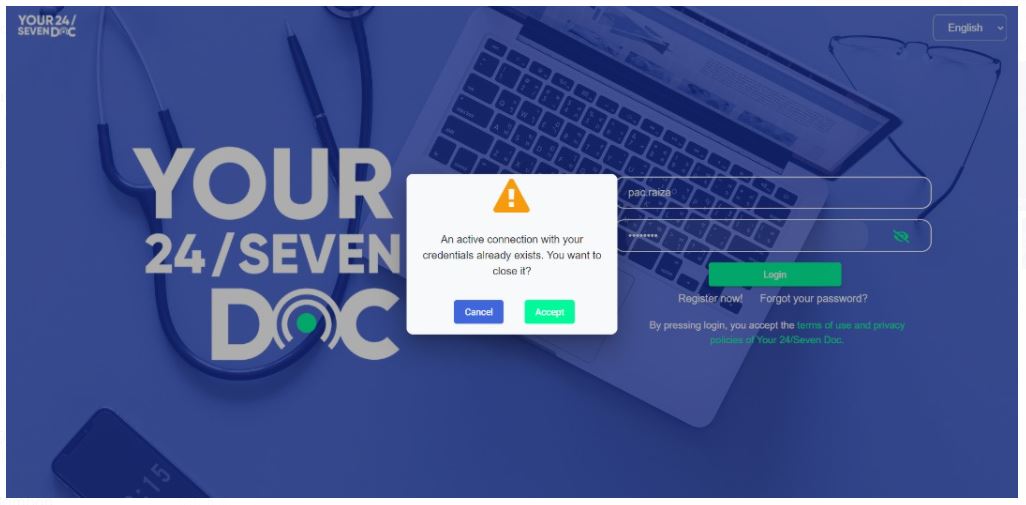 YOUR 24/
SEVEN DOC
English
YOUR
24/SEVEN
DOC
pac.raiza
••••••••
An active connection with your
credentials already exists. You want to
close it?
Cancel
Accept
Login
Register now!
Forgot your password?
By pressing login, you accept the terms of use and privacy
policies of Your 24/Seven Doc.